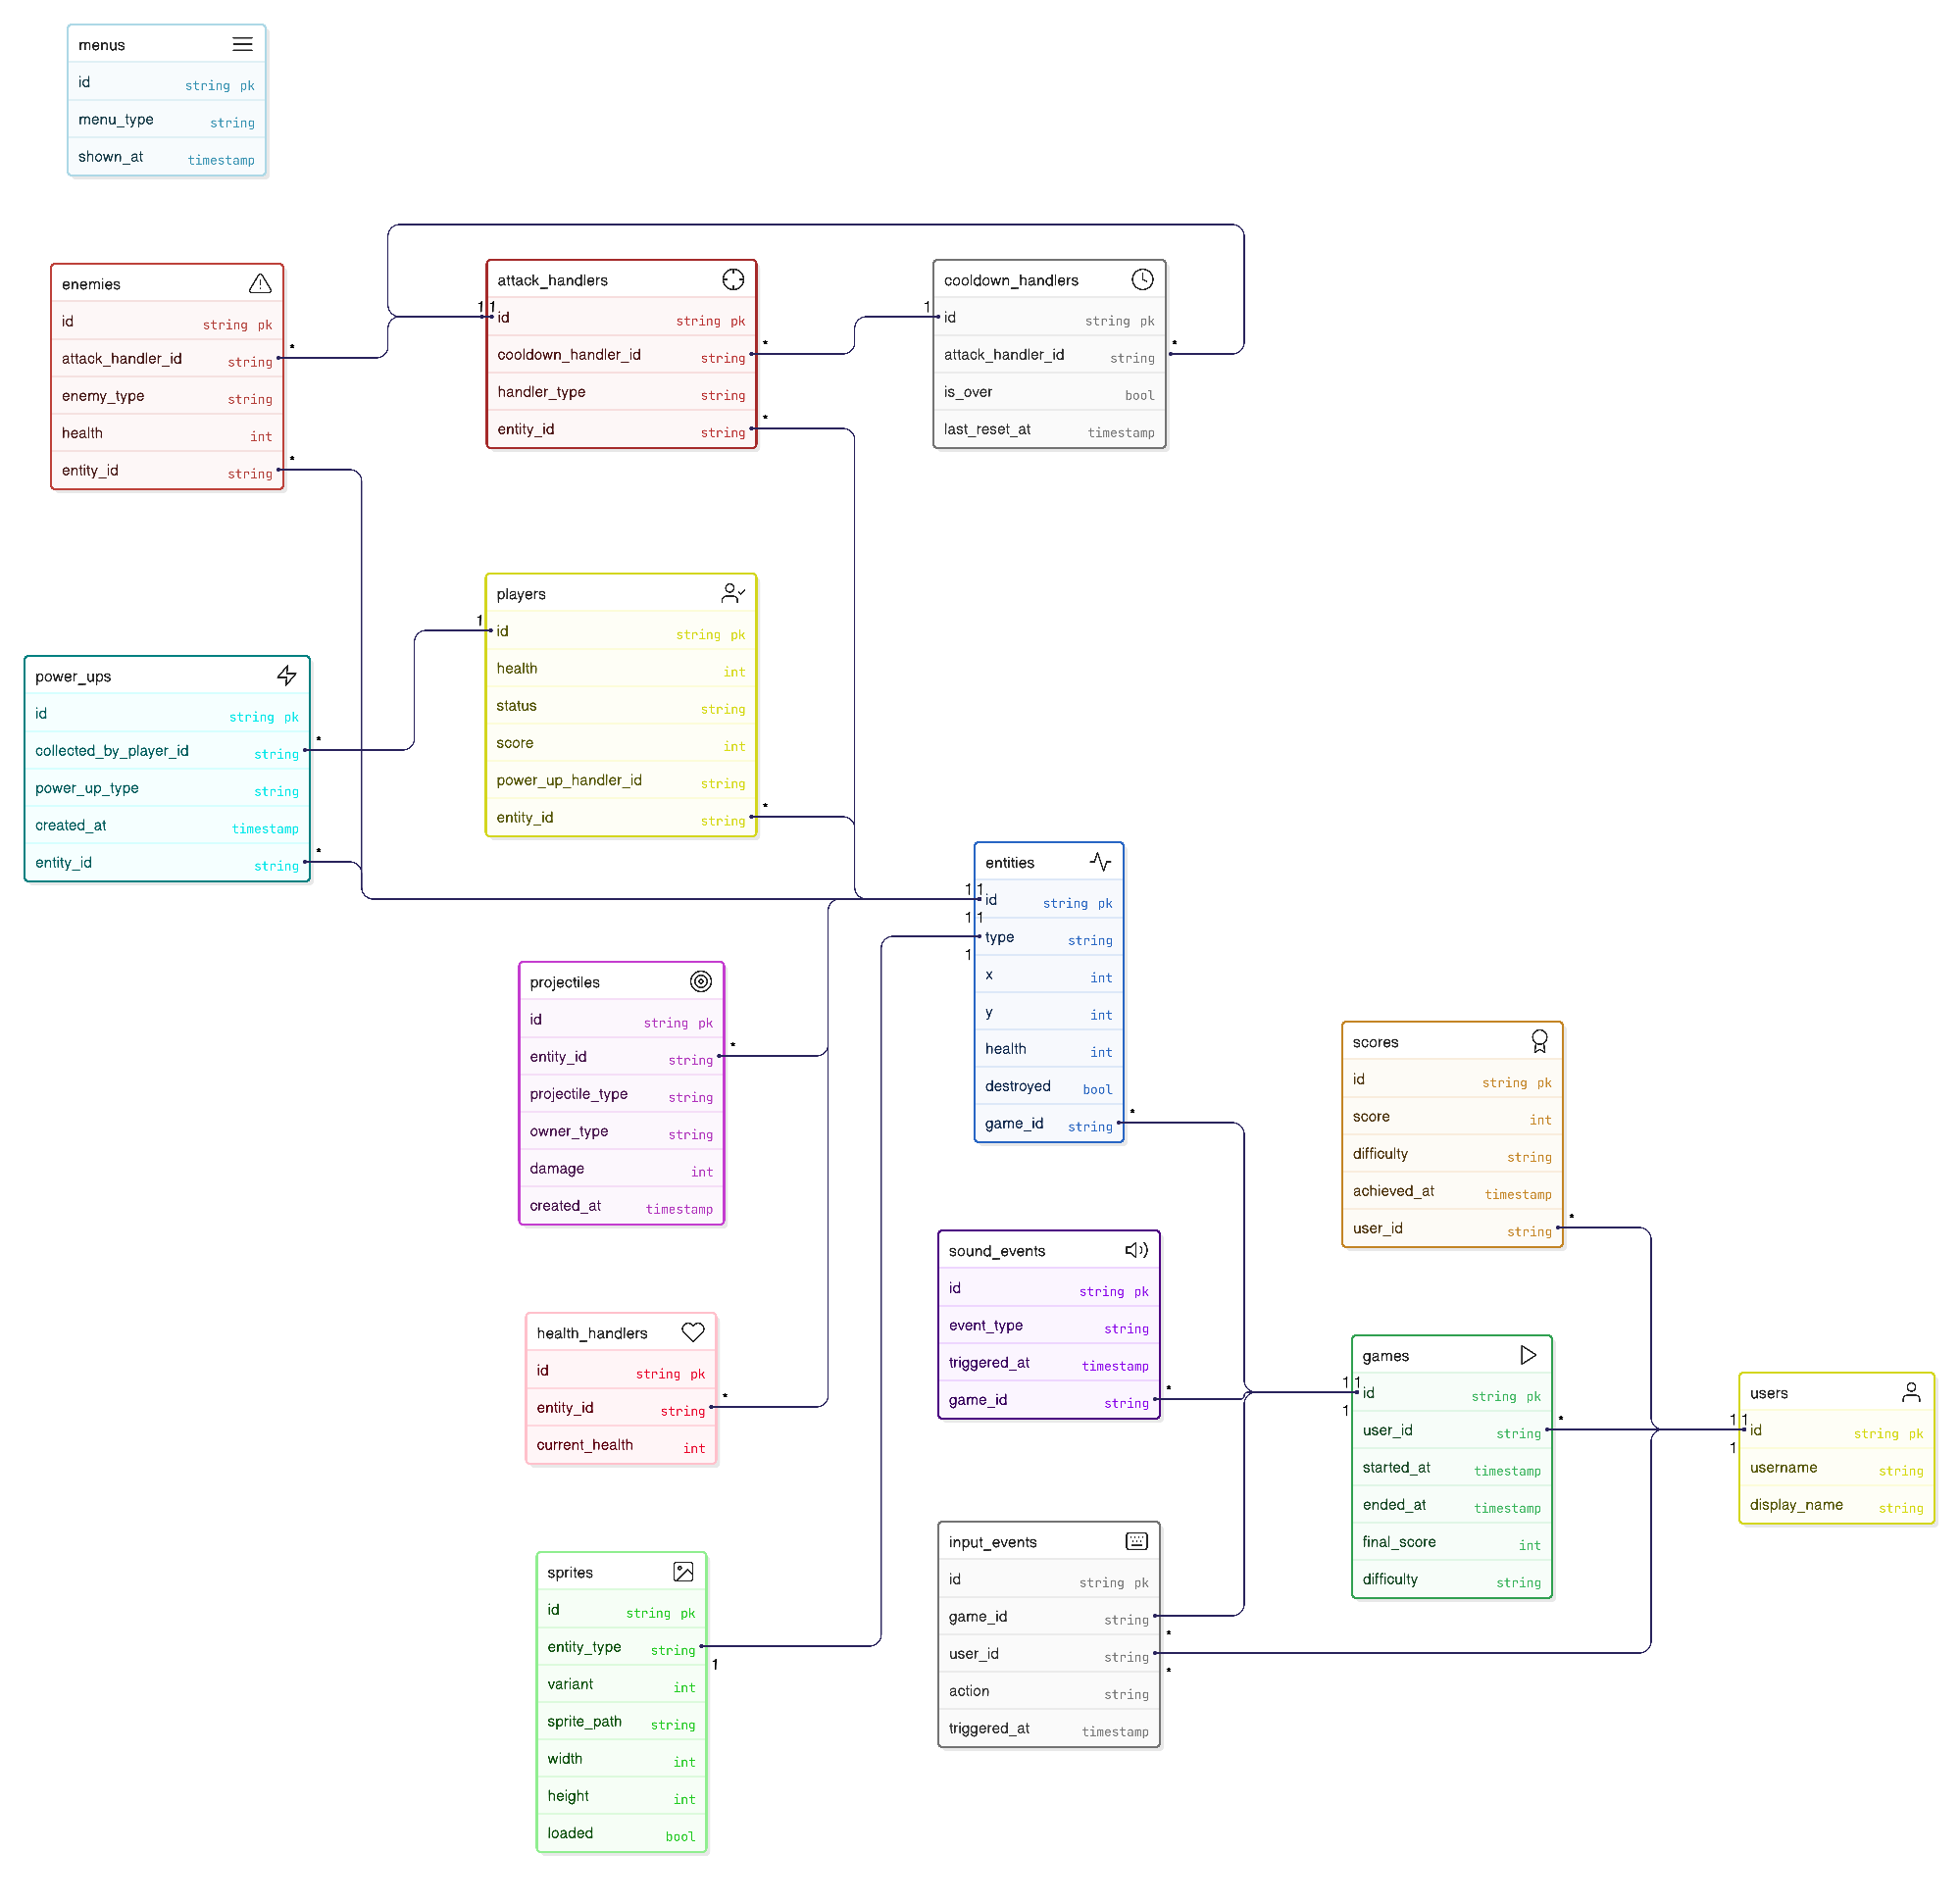 menus
id string pk
menu_type string
shown_at timestamp
enemies
id string pk
attack_handler_id string *
enemy_type string
health int
entity_id string *
attack_handlers
1 1 id string pk
cooldown_handler_id string *
handler_type string
entity_id string *
cooldown_handlers
1 id string pk
attack_handler_id string *
is_over bool
last_reset_at timestamp
players
1 id string pk
health int
status string
score int
power_up_handler_id string
entity_id string *
power_ups
id string pk
collected_by_player_id string *
power_up_type string
created_at timestamp
entity_id string *
entities
1 1
id string pk
1 1
type string
1
x int
y int
health int
destroyed bool
game_id string *
projectiles
id string pk
entity_id string *
projectile_type string
owner_type string
damage int
created_at timestamp
scores
id string pk
score int
difficulty string
achieved_at timestamp
user_id string *
sound_events
id string pk
event_type string
triggered_at timestamp
game_id string *
health_handlers
id string pk
entity_id string *
current_health int
games
1 1
id string pk
1
user_id string *
started_at timestamp
ended_at timestamp
final_score int
difficulty string
users
1 1
id string pk
1
username string
display_name string
input_events
id string pk
game_id string
*
user_id string
*
action string
triggered_at timestamp
sprites
id string pk
entity_type string
1
variant int
sprite_path string
width int
height int
loaded bool